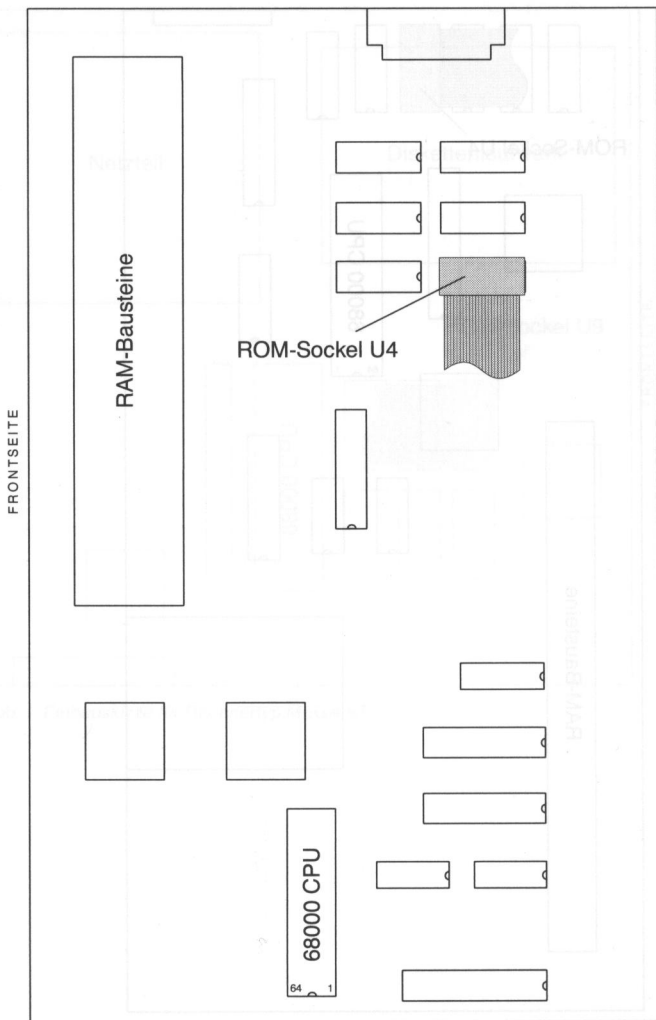 RAM-Bausteine
ROM-Sockel U4
FRONTSEITE
68000 CPU
64 1